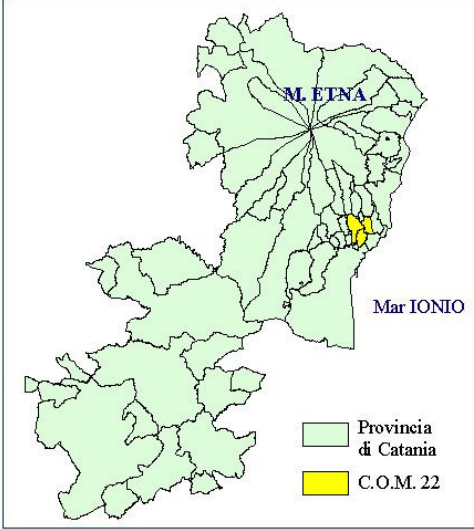 M. ETNA
Mar IONIO
Provincia
di Catania
C.O.M. 22